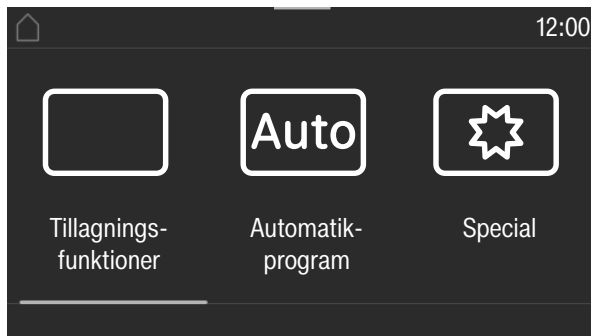 12:00
Auto
Tillagnings-
funktioner
Automatik-
program
Special